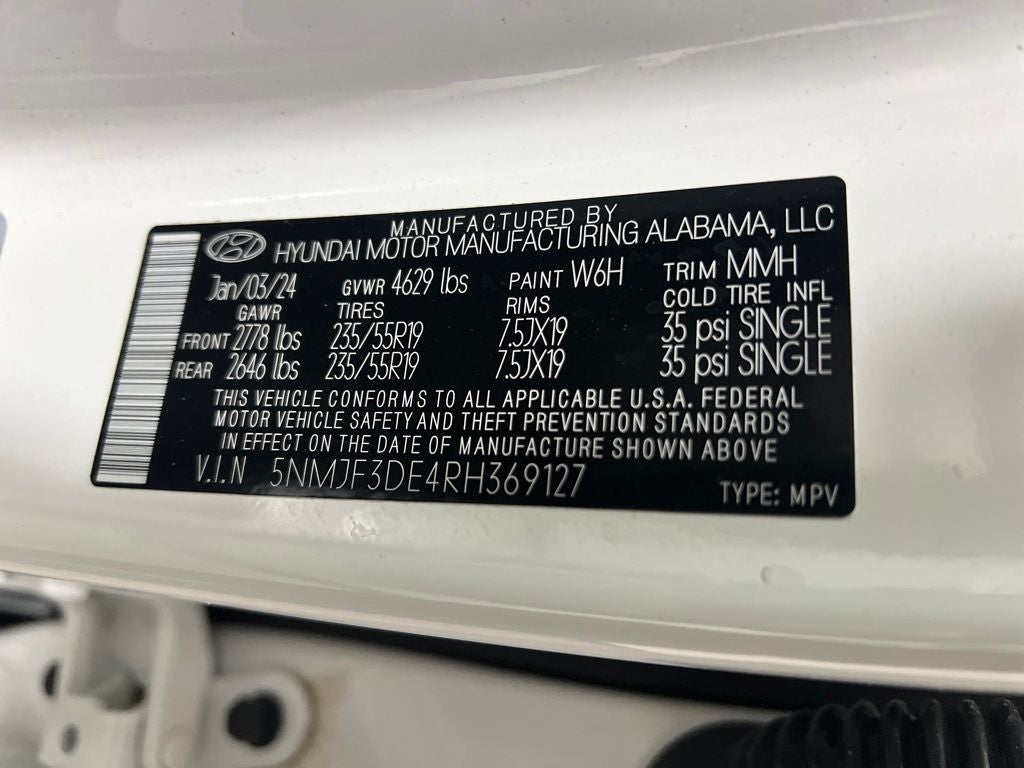 MANUFACTURED BY
HYUNDAI MOTOR MANUFACTURING ALABAMA, LLC
Jan/03/24 GVWR 4629 lbs PAINT W6H TRIM MMH
GAWR TIRES RIMS COLD TIRE INFL
FRONT 2778 lbs 235/55R19 7.5JX19 35 psi SINGLE
REAR 2646 lbs 235/55R19 7.5JX19 35 psi SINGLE
THIS VEHICLE CONFORMS TO ALL APPLICABLE U.S.A. FEDERAL
MOTOR VEHICLE SAFETY AND THEFT PREVENTION STANDARDS
IN EFFECT ON THE DATE OF MANUFACTURE SHOWN ABOVE
V.I.N 5NMJF3DE4RH369127 TYPE: MPV